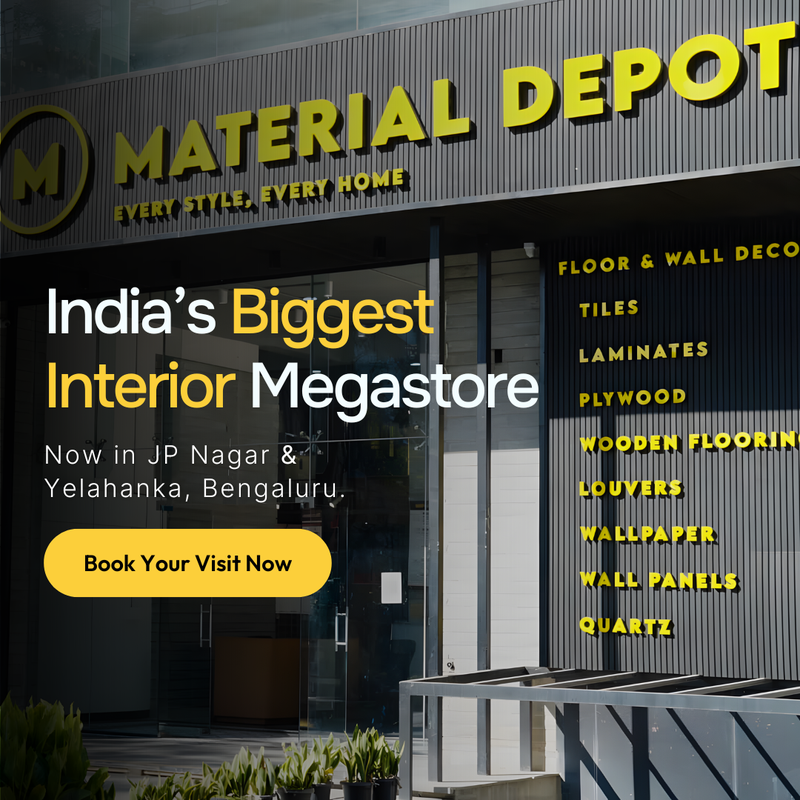 M
MATERIAL DEPOT
EVERY STYLE, EVERY HOME
FLOOR & WALL DECO
TILES
LAMINATES
PLYWOOD
WOODEN FLOORING
LOUVERS
WALLPAPER
WALL PANELS
QUARTZ
India’s Biggest
Interior Megastore
Now in JP Nagar &
Yelahanka, Bengaluru.
Book Your Visit Now